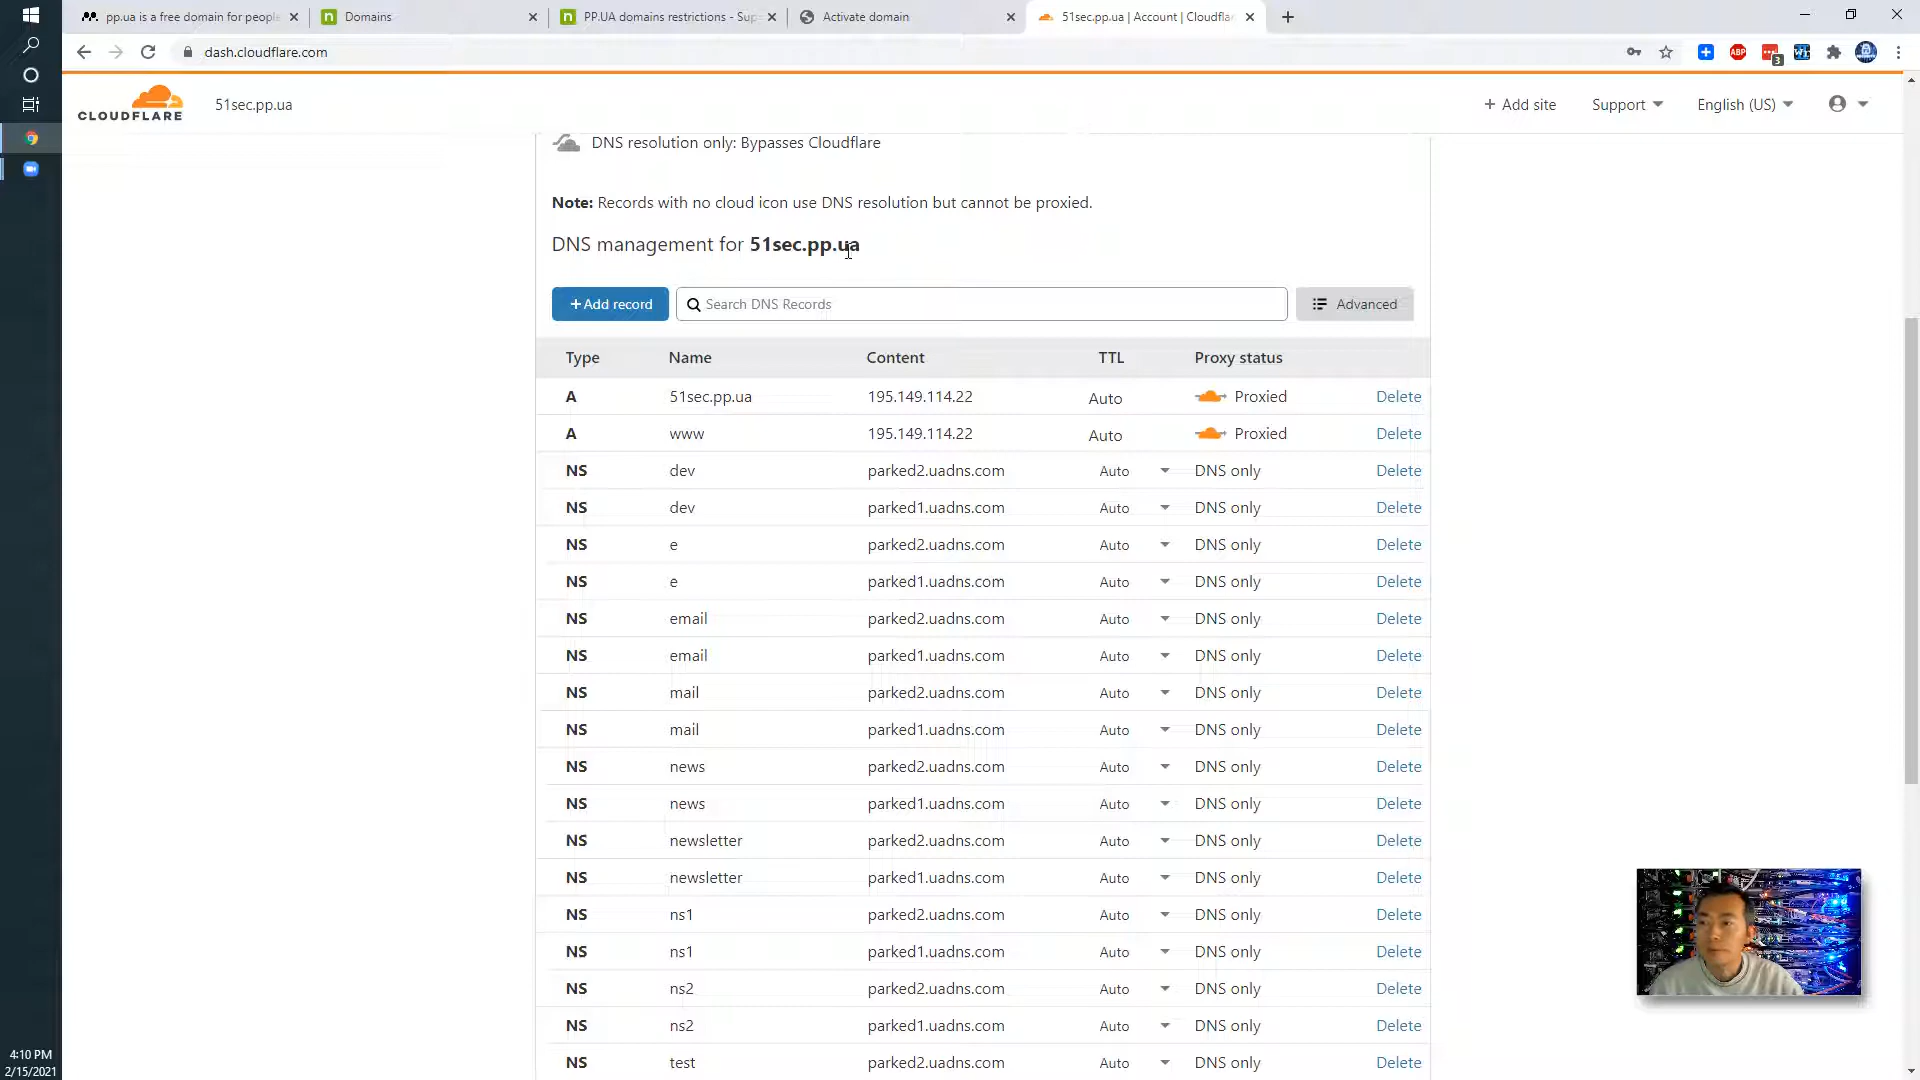 pp.ua is a free domain for people
Domains
PP.UA domains restrictions - Sup
Activate domain
51sec.pp.ua | Account | Cloudflar
dash.cloudflare.com
ABP
3
CLOUDFLARE
51sec.pp.ua
+ Add site
Support
English (US)
DNS resolution only: Bypasses Cloudflare
Note: Records with no cloud icon use DNS resolution but cannot be proxied.
DNS management for 51sec.pp.ua
+Add record
Search DNS Records
Advanced
Type Name Content TTL Proxy status
A 51sec.pp.ua 195.149.114.22 Auto Proxied Delete
A www 195.149.114.22 Auto Proxied Delete
NS dev parked2.uadns.com Auto DNS only Delete
NS dev parked1.uadns.com Auto DNS only Delete
NS e parked2.uadns.com Auto DNS only Delete
NS e parked1.uadns.com Auto DNS only Delete
NS email parked2.uadns.com Auto DNS only Delete
NS email parked1.uadns.com Auto DNS only Delete
NS mail parked2.uadns.com Auto DNS only Delete
NS mail parked1.uadns.com Auto DNS only Delete
NS news parked2.uadns.com Auto DNS only Delete
NS news parked1.uadns.com Auto DNS only Delete
NS newsletter parked2.uadns.com Auto DNS only Delete
NS newsletter parked1.uadns.com Auto DNS only Delete
NS ns1 parked2.uadns.com Auto DNS only Delete
NS ns1 parked1.uadns.com Auto DNS only Delete
NS ns2 parked2.uadns.com Auto DNS only Delete
NS ns2 parked1.uadns.com Auto DNS only Delete
NS test parked2.uadns.com Auto DNS only Delete
4:10 PM
2/15/2021